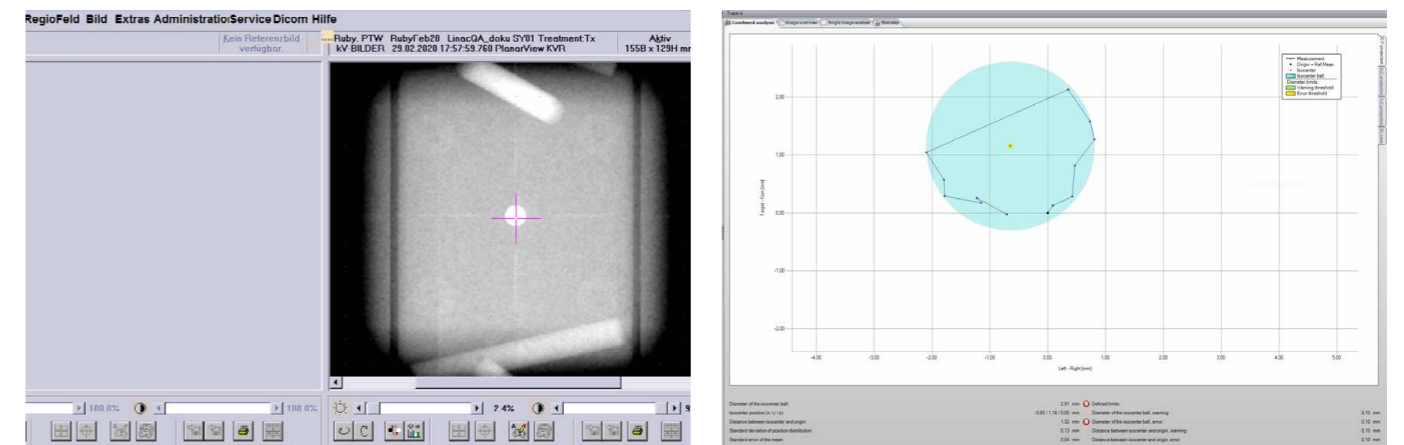 RegioFeld Bild Extras Administratio Service Dicom Hilfe
Kein Referenzbild
verfügbar.
Ruby, PTW RubyFeb20 LinacQA_doku SY01 Treatment:Tx
kV BILDER 29.02.2020 17:57:59.760 PlanarView KVR
Aktiv
155B x 129H mm
100.0%
100.0%
2.4%
9
Combined analysis
Image overview
Single image analysis
Statistics
Measurement
Origin = Ref.Meas
Isocenter
Isocenter ball
Diameter limits:
Warning threshold
Error threshold
2.00
1.00
0.00
-1.00
-2.00
Target - Gun [mm]
-4.00 -3.00 -2.00 -1.00 0.00 1.00 2.00 3.00 4.00 5.00
Left - Right [mm]
Diameter of the isocenter ball: 2.91 mm Defined limits:
Isocenter position (x / y / z): -0.65 / 1.16 / 0.00 mm Diameter of the isocenter ball, warning: 0.10 mm
Distance between isocenter and origin: 1.32 mm Diameter of the isocenter ball, error: 0.10 mm
Standard deviation of position distribution: 0.13 mm Distance between isocenter and origin, warning: 0.10 mm
Standard error of the mean: 0.04 mm Distance between isocenter and origin, error: 0.10 mm